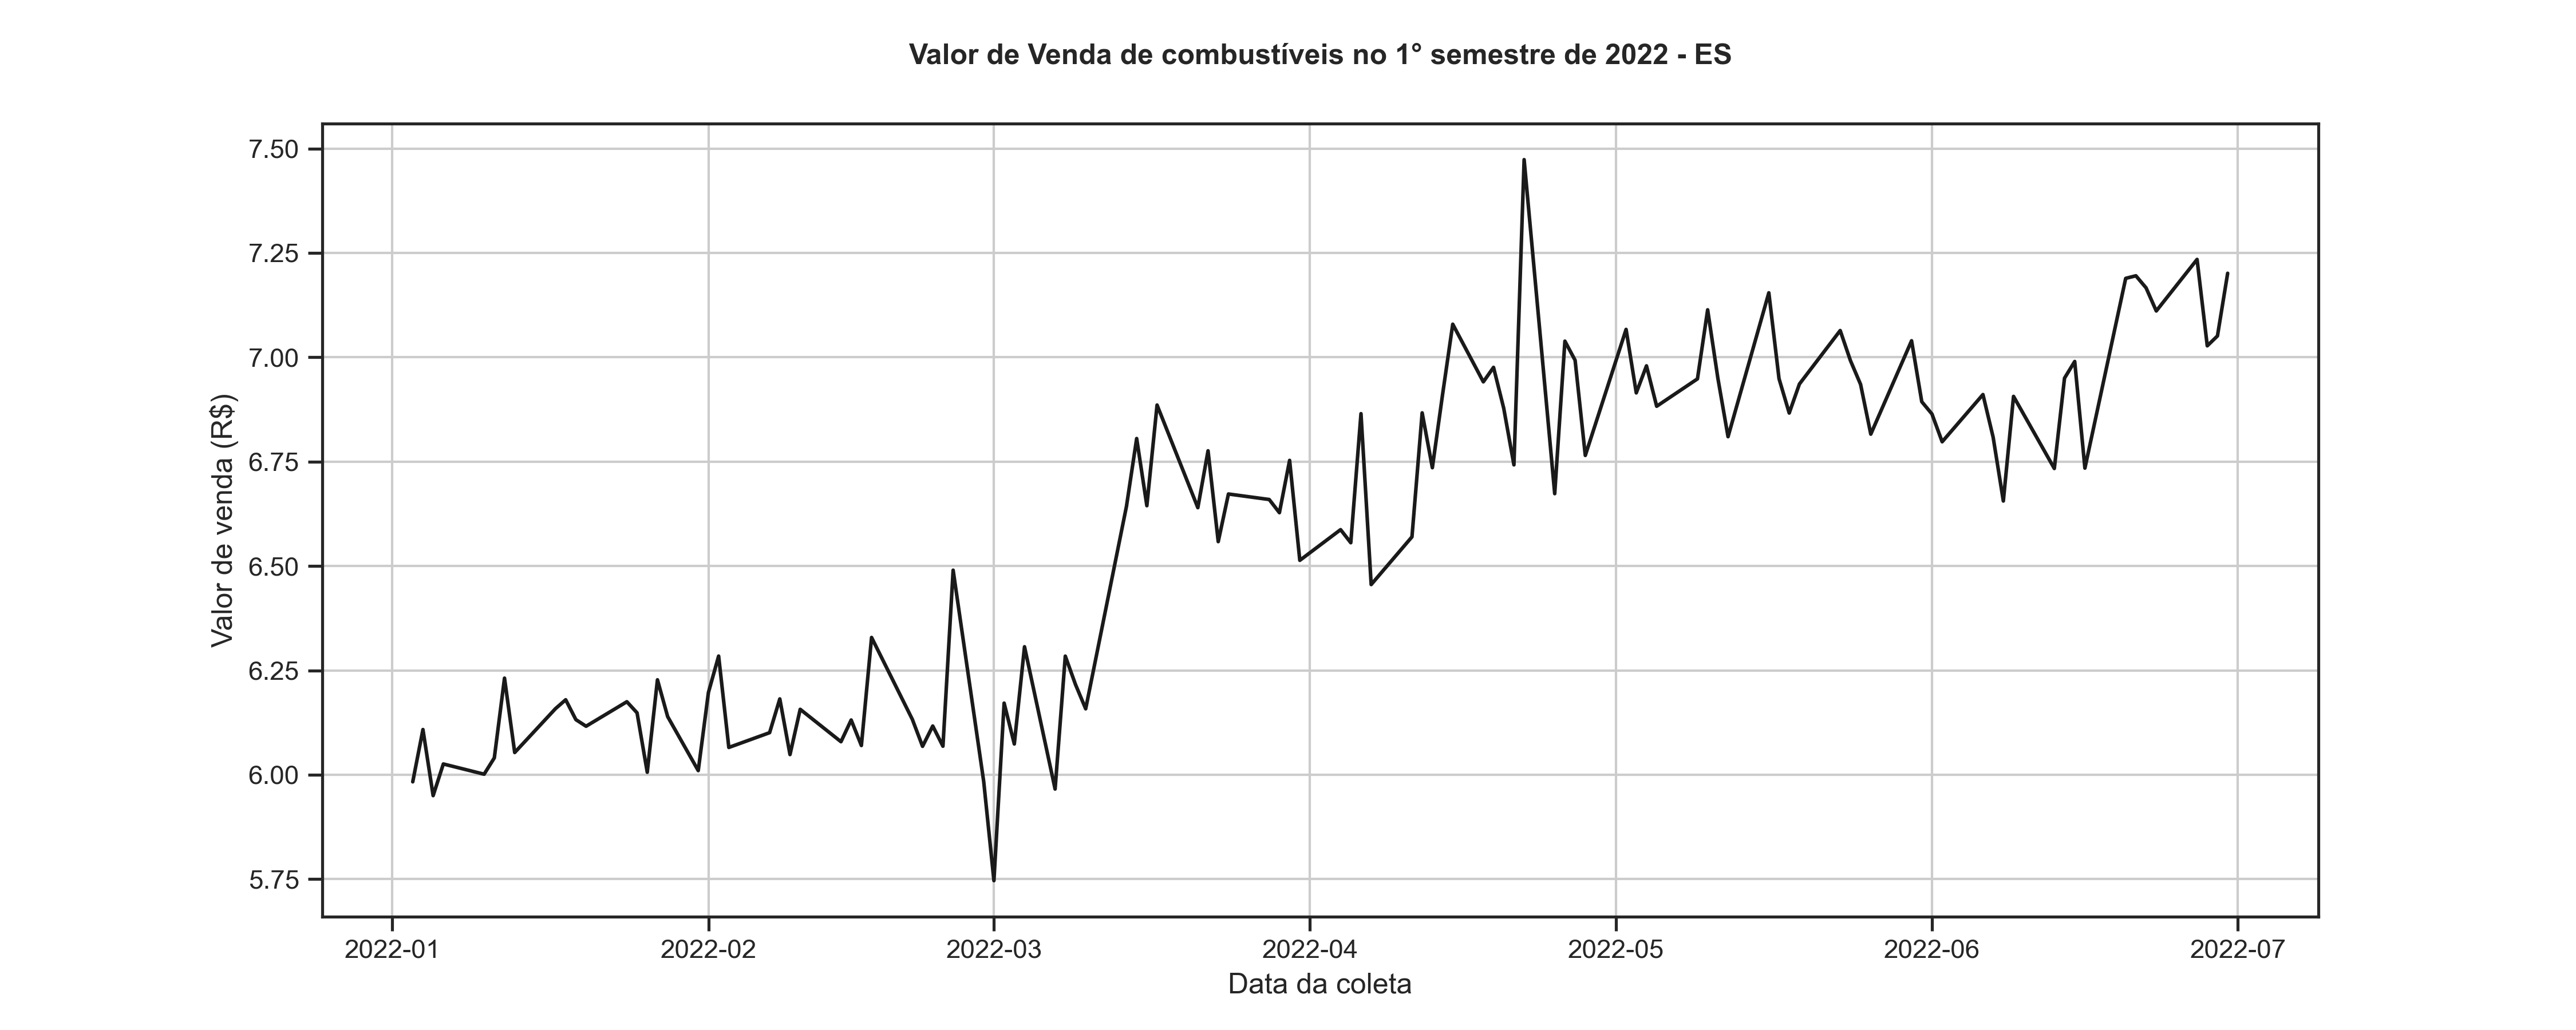 Valor de Venda de combustíveis no 1° semestre de 2022 - ES
7.50
7.25
7.00
6.75
6.50
6.25
6.00
5.75
Valor de venda (R$)
2022-01 2022-02 2022-03 2022-04 2022-05 2022-06 2022-07
Data da coleta